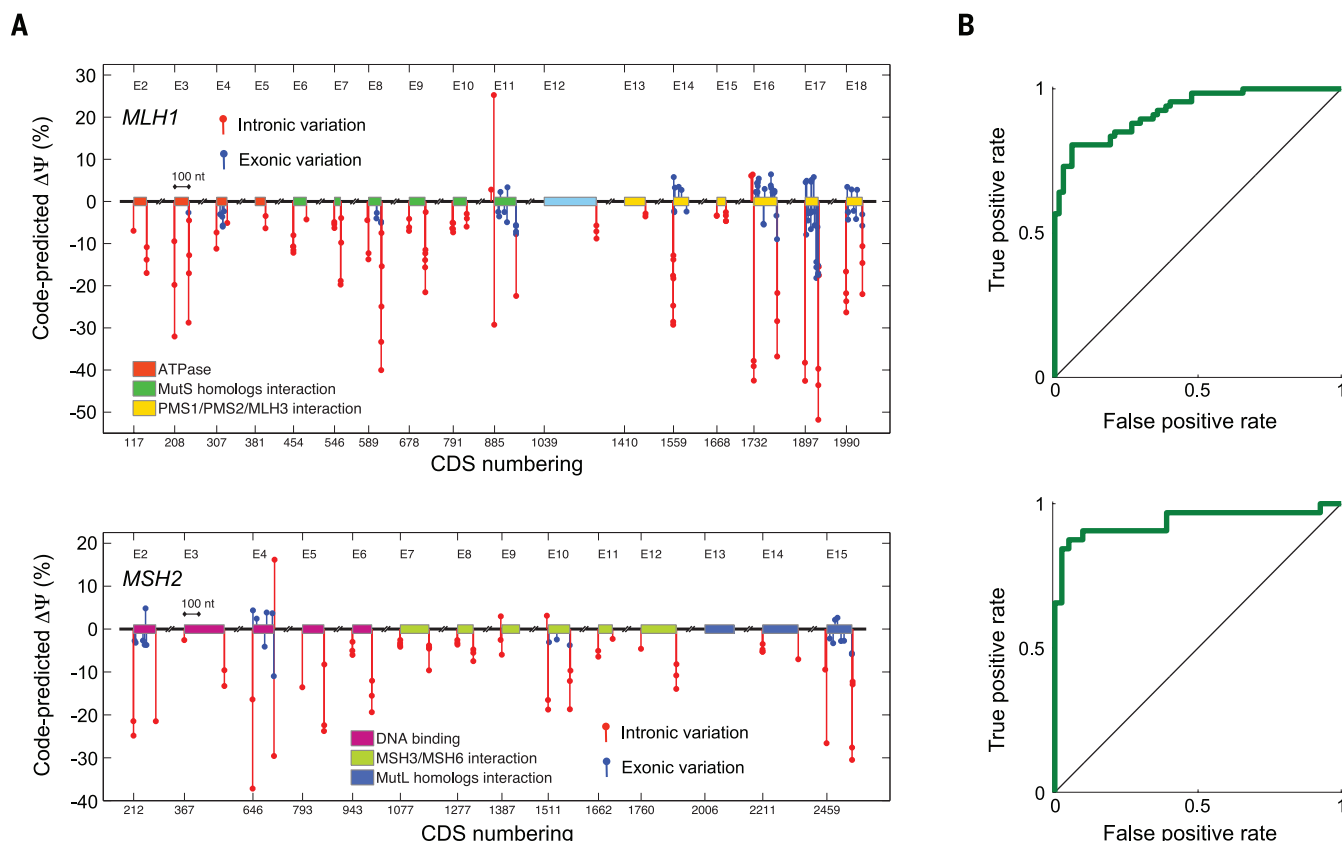 A
B
30
20
10
0
-10
-20
-30
-40
-50
Code-predicted ΔΨ (%)
E2 E3 E4 E5 E6 E7 E8 E9 E10 E11 E12 E13 E14 E15 E16 E17 E18
MLH1
Intronic variation
Exonic variation
100 nt
ATPase
MutS homologs interaction
PMS1/PMS2/MLH3 interaction
117 208 307 381 454 546 589 678 791 885 1039 1410 1559 1668 1732 1897 1990
CDS numbering
1
0.5
0
0.5
1
True positive rate
False positive rate
20
10
0
-10
-20
-30
-40
Code-predicted ΔΨ (%)
E2 E3 E4 E5 E6 E7 E8 E9 E10 E11 E12 E13 E14 E15
MSH2
100 nt
DNA binding
MSH3/MSH6 interaction
MutL homologs interaction
Intronic variation
Exonic variation
212 367 646 793 943 1077 1277 1387 1511 1662 1760 2006 2211 2459
CDS numbering
1
0.5
0
0.5
1
True positive rate
False positive rate